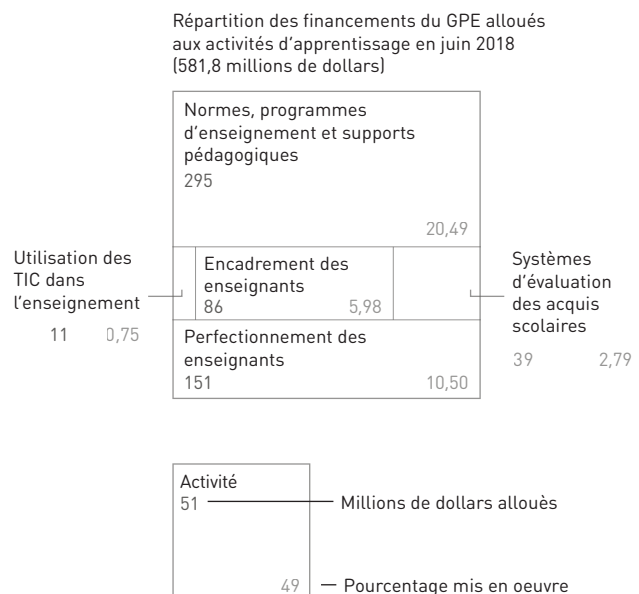 Répartition des financements du GPE alloués
aux activités d’apprentissage en juin 2018
(581,8 millions de dollars)
Normes, programmes
d’enseignement et supports
pédagogiques
295
20,49
Utilisation des
TIC dans
l’enseignement
11 0,75
Encadrement des
enseignants
86 5,98
Systèmes
d’évaluation
des acquis
scolaires
39 2,79
Perfectionnement des
enseignants
151 10,50
Activité
51 Millions de dollars allouès
49 Pourcentage mis en oeuvre